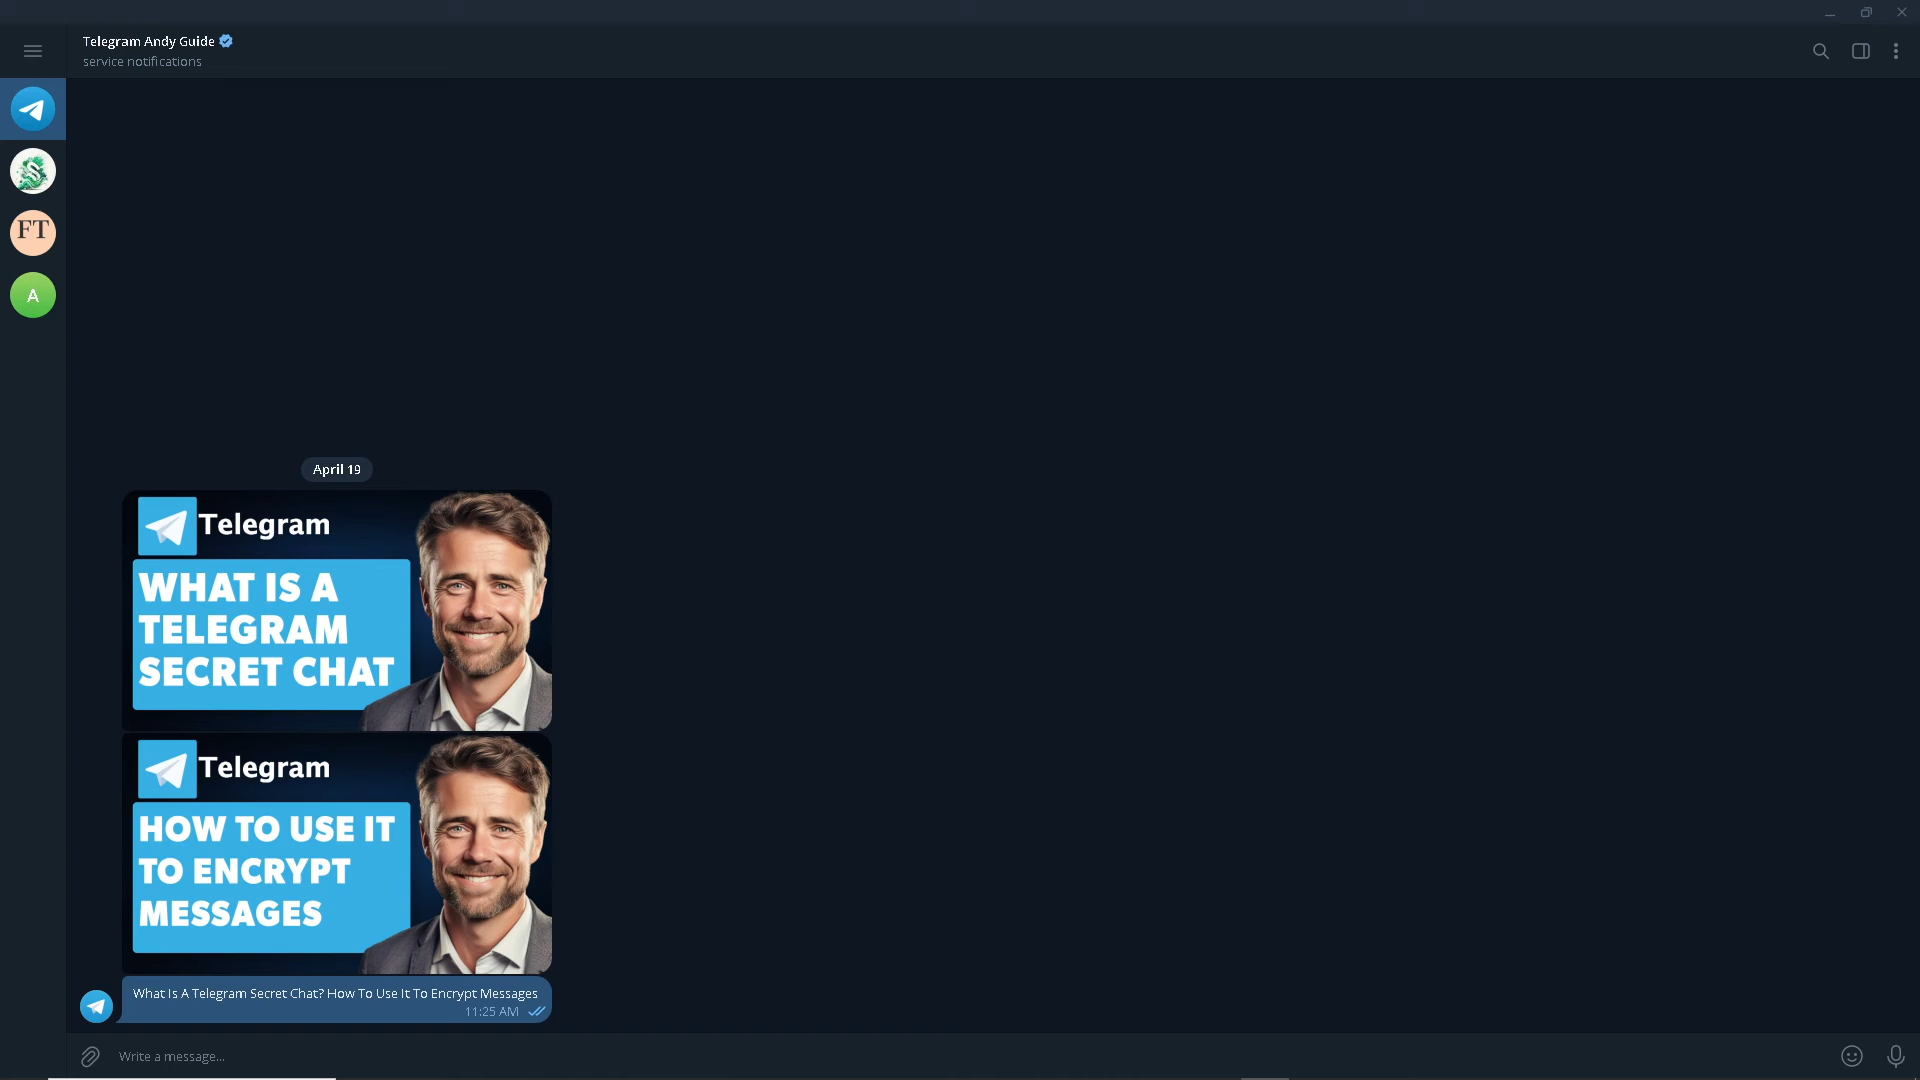 Telegram Andy Guide
service notifications
FT
A
April 19
Telegram
WHAT IS A
TELEGRAM
SECRET CHAT
Telegram
HOW TO USE IT
TO ENCRYPT
MESSAGES
What Is A Telegram Secret Chat? How To Use It To Encrypt Messages
11:25 AM
Write a message...